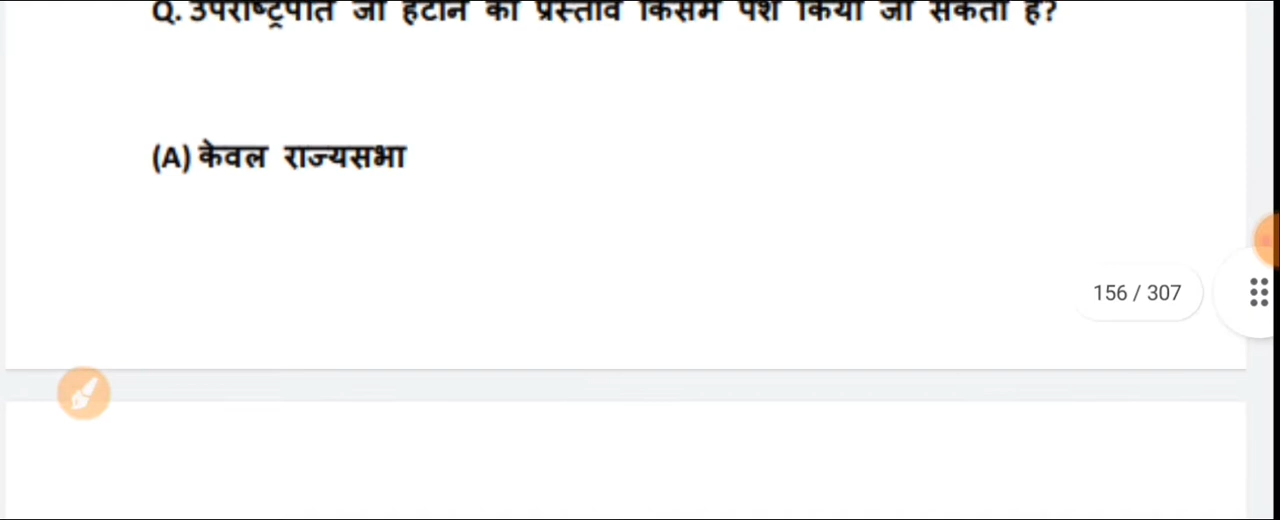 Q. उपराष्ट्रपति जो हटाने का प्रस्ताव किसमें पेश किया जा सकता है?
(A) केवल राज्यसभा
156 / 307